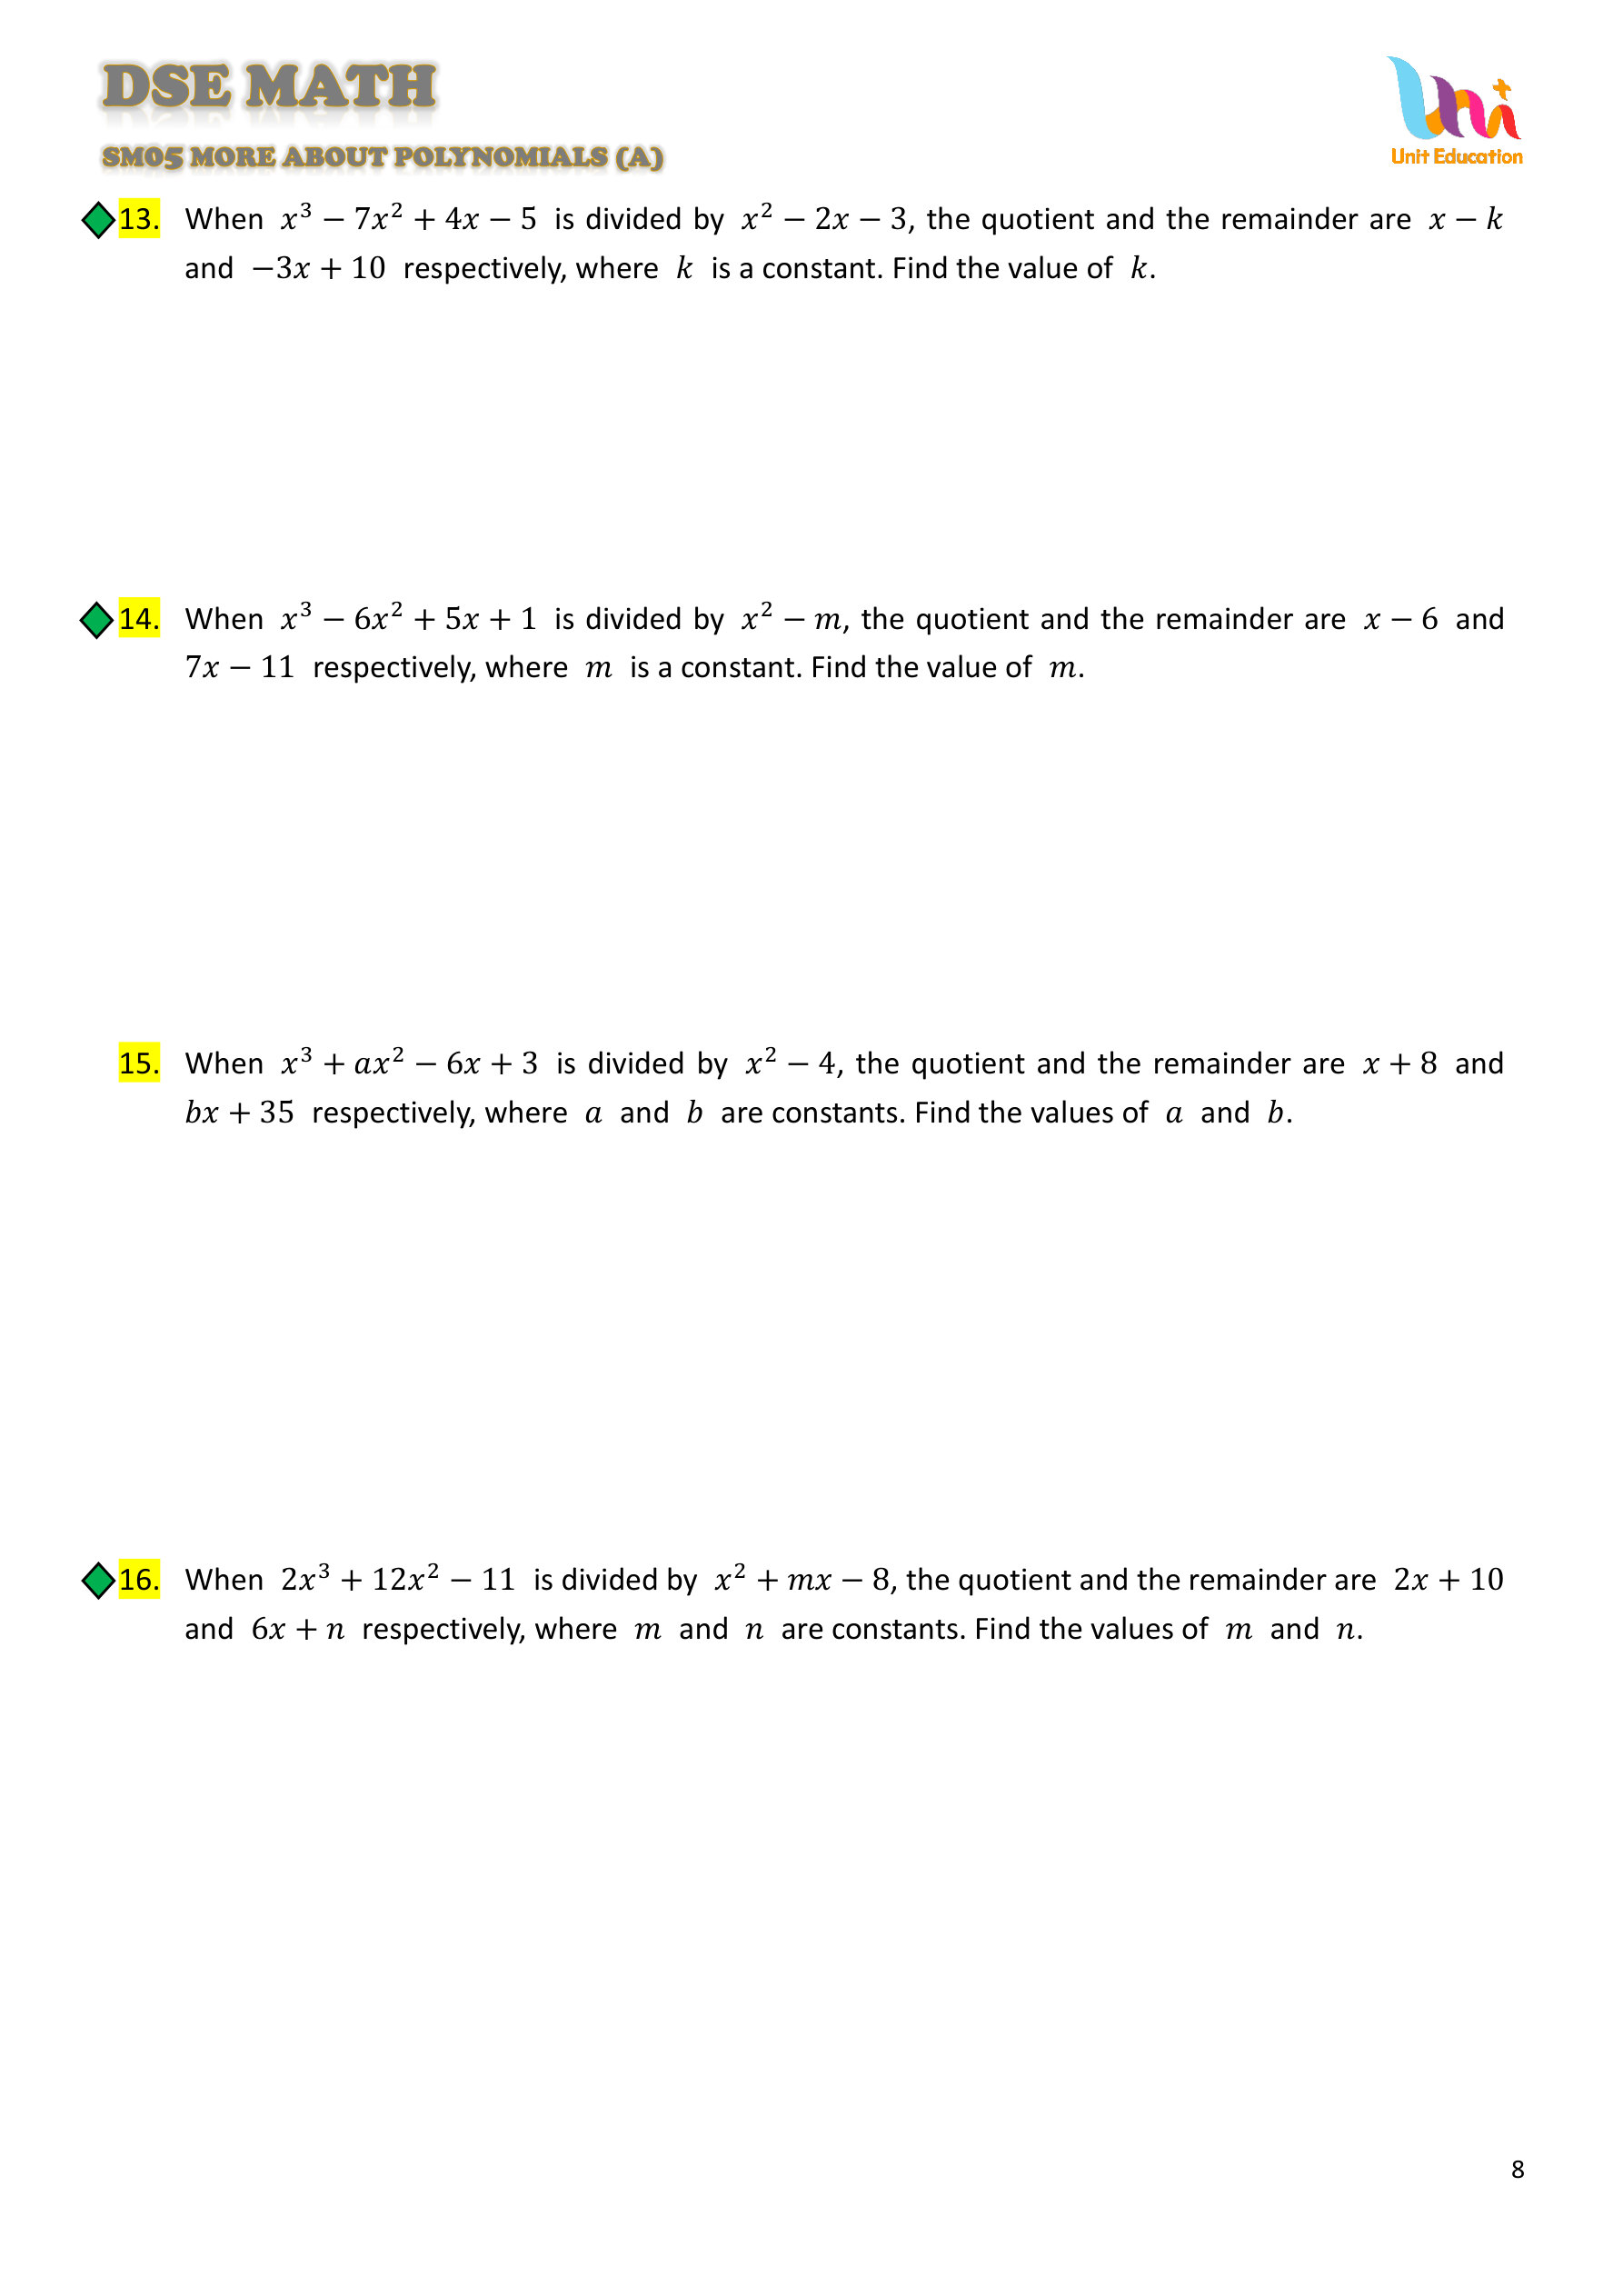 DSE MATH
Unit Education
SM05 MORE ABOUT POLYNOMIALS (A)
13. When x³ − 7x² + 4x − 5 is divided by x² − 2x − 3, the quotient and the remainder are x − k
and −3x + 10 respectively, where k is a constant. Find the value of k.
14. When x³ − 6x² + 5x + 1 is divided by x² − m, the quotient and the remainder are x − 6 and
7x − 11 respectively, where m is a constant. Find the value of m.
15. When x³ + ax² − 6x + 3 is divided by x² − 4, the quotient and the remainder are x + 8 and
bx + 35 respectively, where a and b are constants. Find the values of a and b.
16. When 2x³ + 12x² − 11 is divided by x² + mx − 8, the quotient and the remainder are 2x + 10
and 6x + n respectively, where m and n are constants. Find the values of m and n.
8